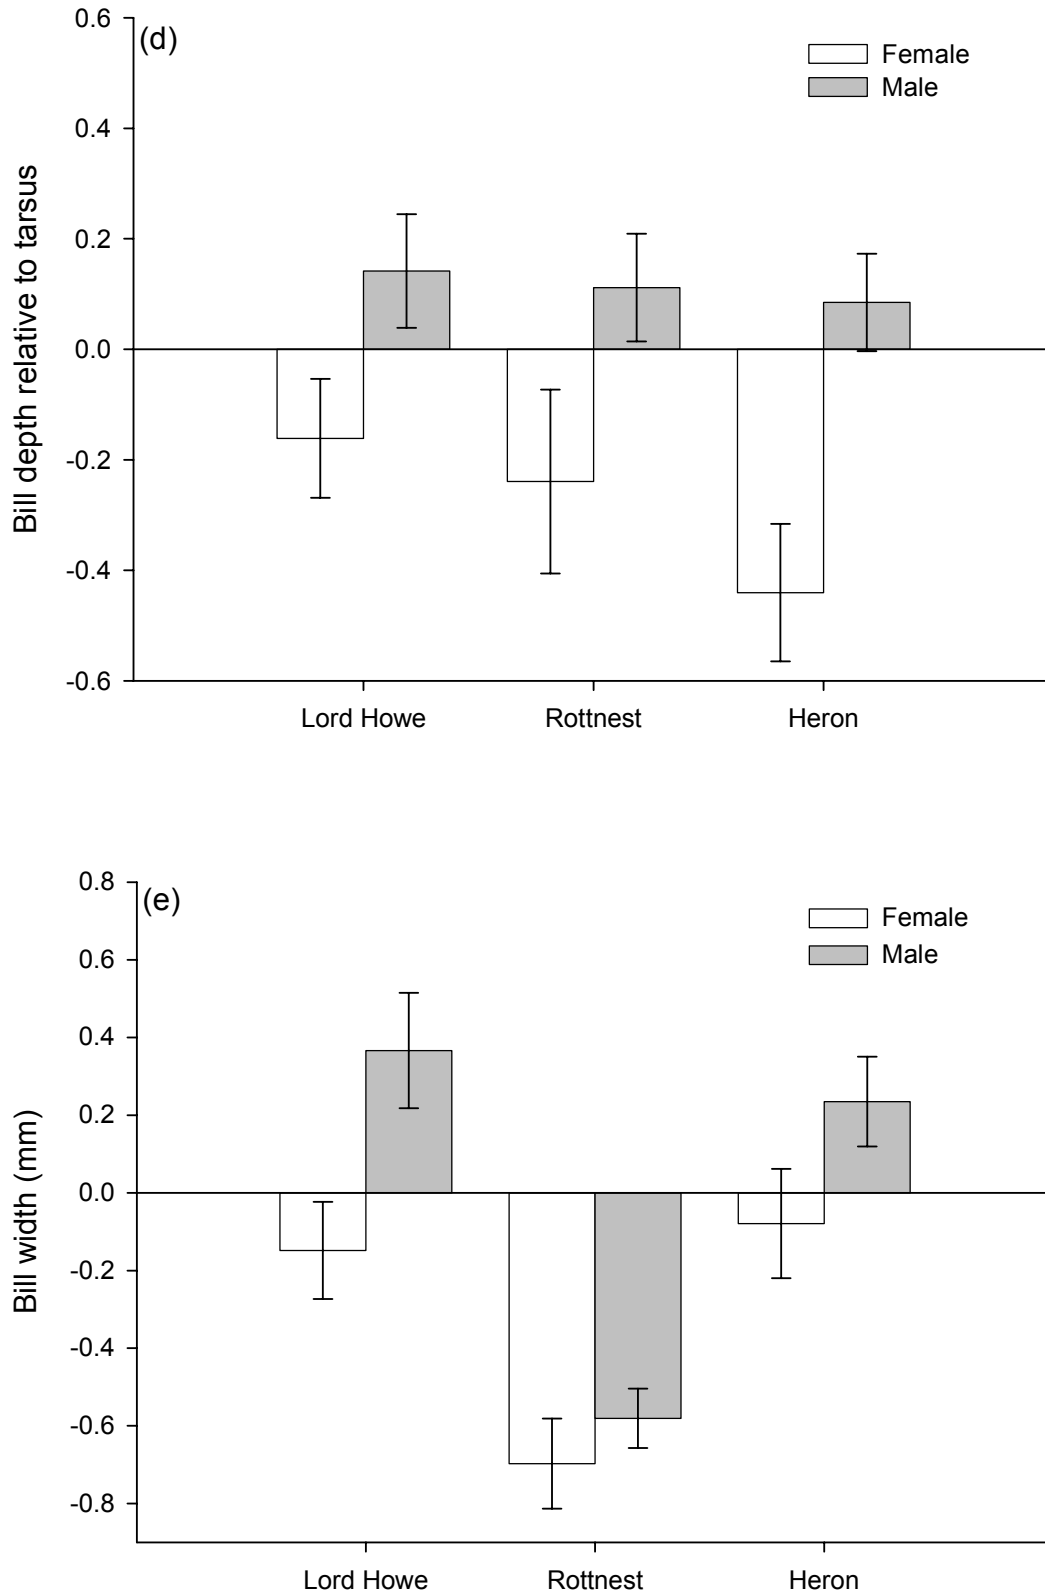 (d)
Female
Male
0.6
0.4
0.2
0.0
-0.2
-0.4
-0.6
Bill depth relative to tarsus
Lord Howe Rottnest Heron
(e)
Female
Male
0.8
0.6
0.4
0.2
0.0
-0.2
-0.4
-0.6
-0.8
Bill width (mm)
Lord Howe Rottnest Heron